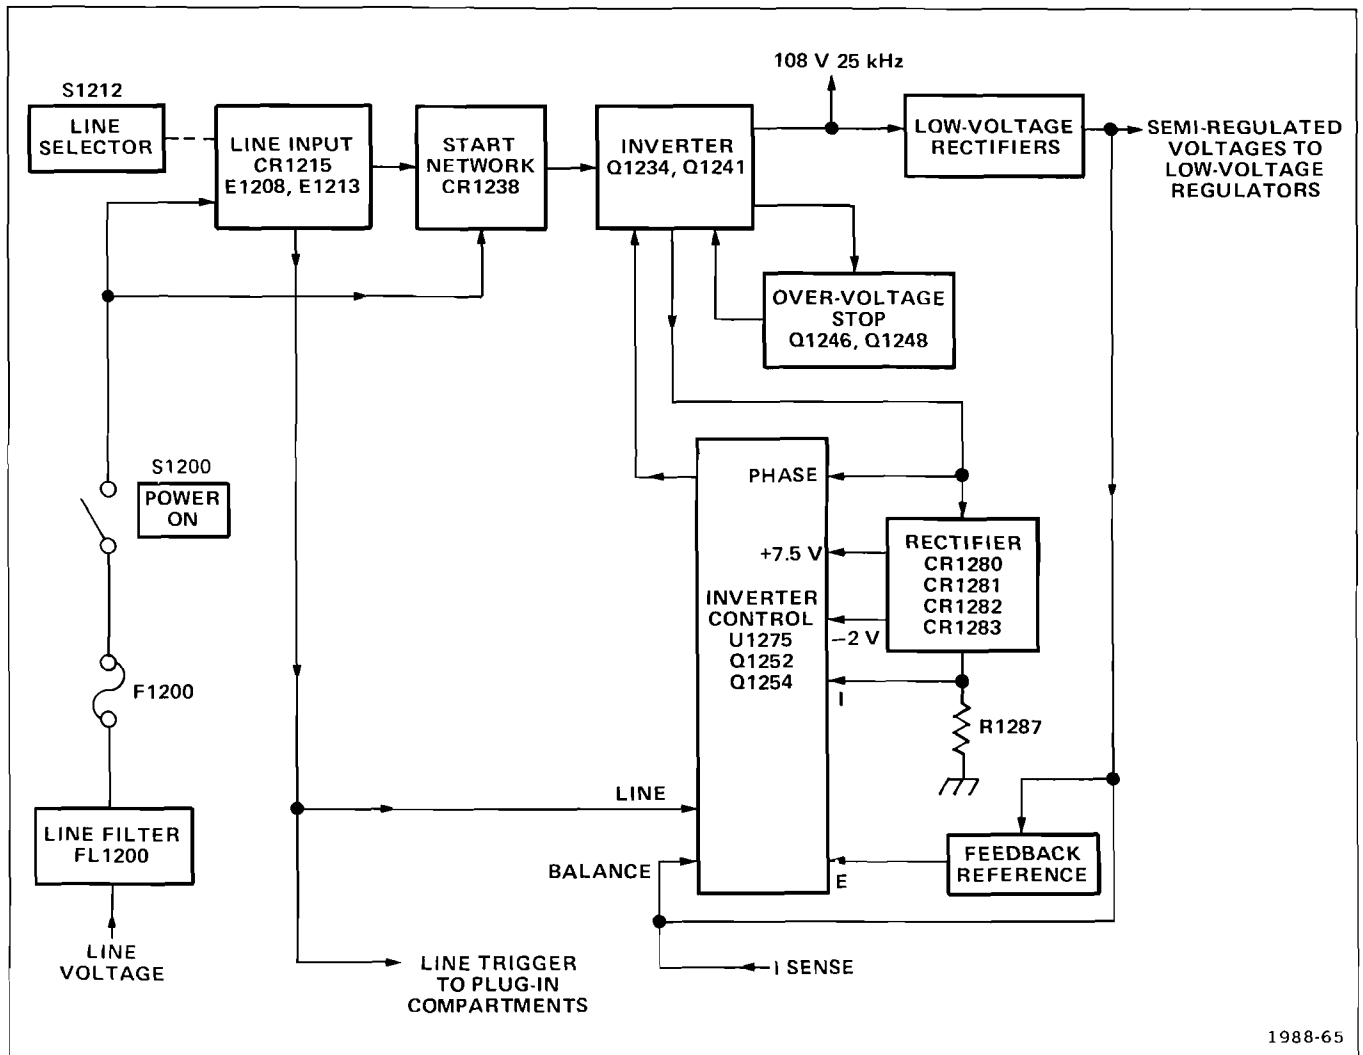 108 V 25 kHz
S1212
LINE
SELECTOR
LINE INPUT
CR1215
E1208, E1213
START
NETWORK
CR1238
INVERTER
Q1234, Q1241
LOW-VOLTAGE
RECTIFIERS
SEMI-REGULATED
VOLTAGES TO
LOW-VOLTAGE
REGULATORS
OVER-VOLTAGE
STOP
Q1246, Q1248
S1200
POWER
ON
PHASE
+7.5 V
INVERTER
CONTROL
U1275
Q1252
Q1254
–2 V
I
RECTIFIER
CR1280
CR1281
CR1282
CR1283
F1200
R1287
LINE
LINE FILTER
FL1200
BALANCE
E
FEEDBACK
REFERENCE
LINE
VOLTAGE
LINE TRIGGER
TO PLUG-IN
COMPARTMENTS
I SENSE
1988-65